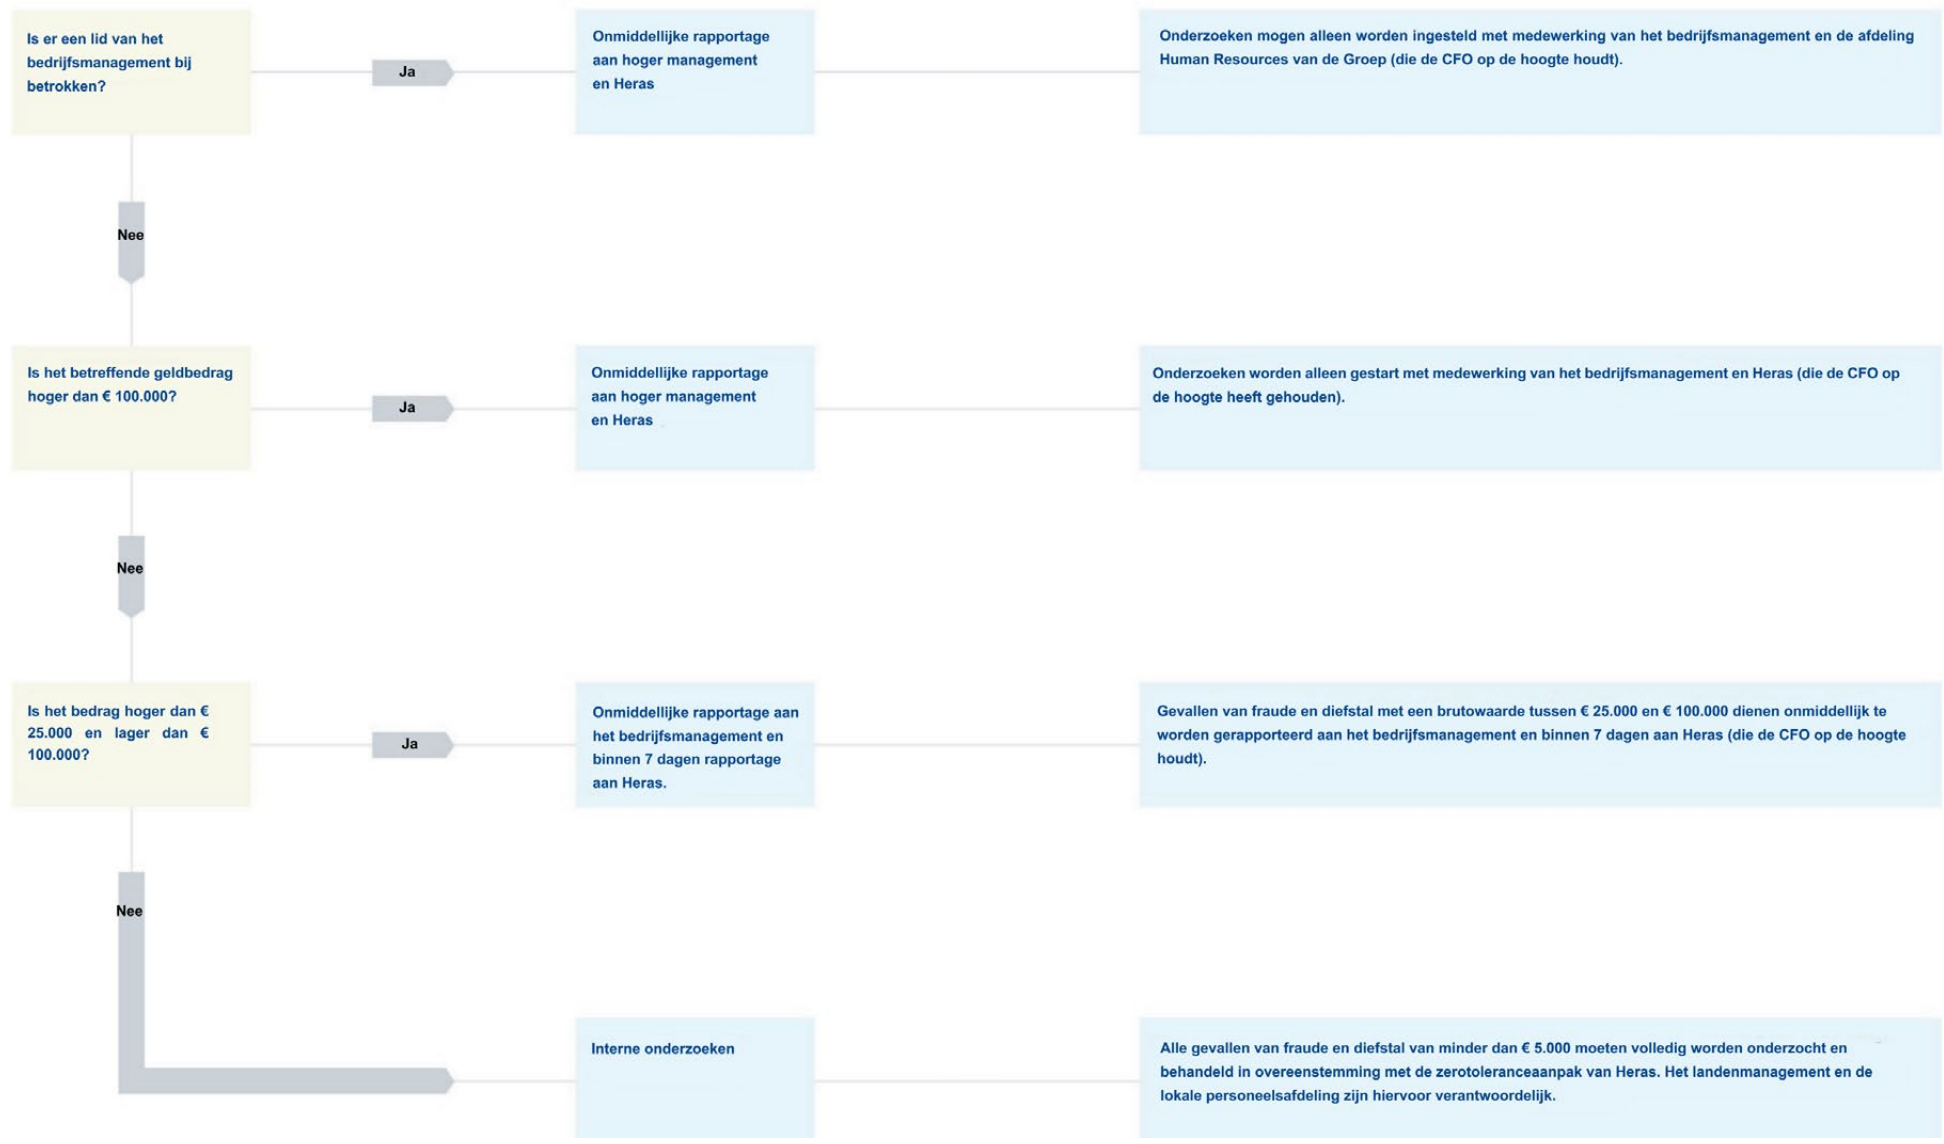 Is er een lid van het
bedrijfsmanagement bij
betrokken?
Ja
Onmiddellijke rapportage
aan hoger management
en Heras
Onderzoeken mogen alleen worden ingesteld met medewerking van het bedrijfsmanagement en de afdeling
Human Resources van de Groep (die de CFO op de hoogte houdt).
Nee
Is het betreffende geldbedrag
hoger dan € 100.000?
Ja
Onmiddellijke rapportage
aan hoger management
en Heras
Onderzoeken worden alleen gestart met medewerking van het bedrijfsmanagement en Heras (die de CFO op
de hoogte heeft gehouden).
Nee
Is het bedrag hoger dan €
25.000 en lager dan €
100.000?
Ja
Onmiddellijke rapportage aan
het bedrijfsmanagement en
binnen 7 dagen rapportage
aan Heras.
Gevallen van fraude en diefstal met een brutowaarde tussen € 25.000 en € 100.000 dienen onmiddellijk te
worden gerapporteerd aan het bedrijfsmanagement en binnen 7 dagen aan Heras (die de CFO op de hoogte
houdt).
Nee
Interne onderzoeken
Alle gevallen van fraude en diefstal van minder dan € 5.000 moeten volledig worden onderzocht en
behandeld in overeenstemming met de zerotoleranceaanpak van Heras. Het landenmanagement en de
lokale personeelsafdeling zijn hiervoor verantwoordelijk.